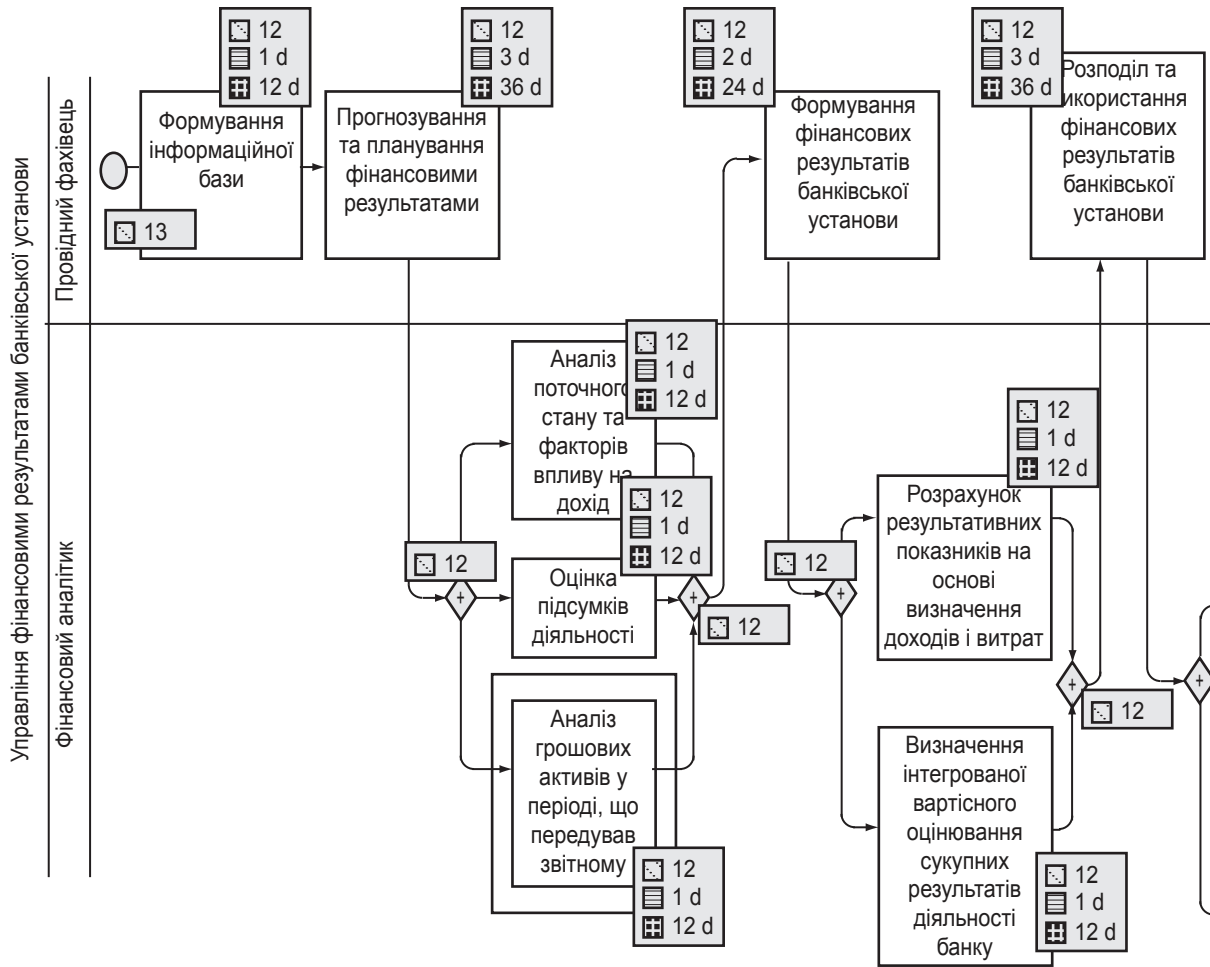 Управління фінансовими результатами банківської установи
Провідний фахівець
12
1 d
12 d
Формування
інформаційної
бази
13
12
3 d
36 d
Прогнозування
та планування
фінансовими
результатами
12
2 d
24 d
Формування
фінансових
результатів
банківської
установи
12
3 d
36 d
Розподіл та
икористання
фінансових
результатів
банківської
установи
Фінансовий аналітик
12
+
12
1 d
12 d
Аналіз
поточного
стану та
факторів
впливу на
дохід
12
1 d
12 d
Оцінка
підсумків
діяльності
Аналіз
грошових
активів у
періоді, що
передував
звітному
12
1 d
12 d
+
12
12
+
12
1 d
12 d
Розрахунок
результативних
показників на
основі
визначення
доходів і витрат
Визначення
інтегрованої
вартісного
оцінювання
сукупних
результатів
діяльності
банку
12
1 d
12 d
+
12
+